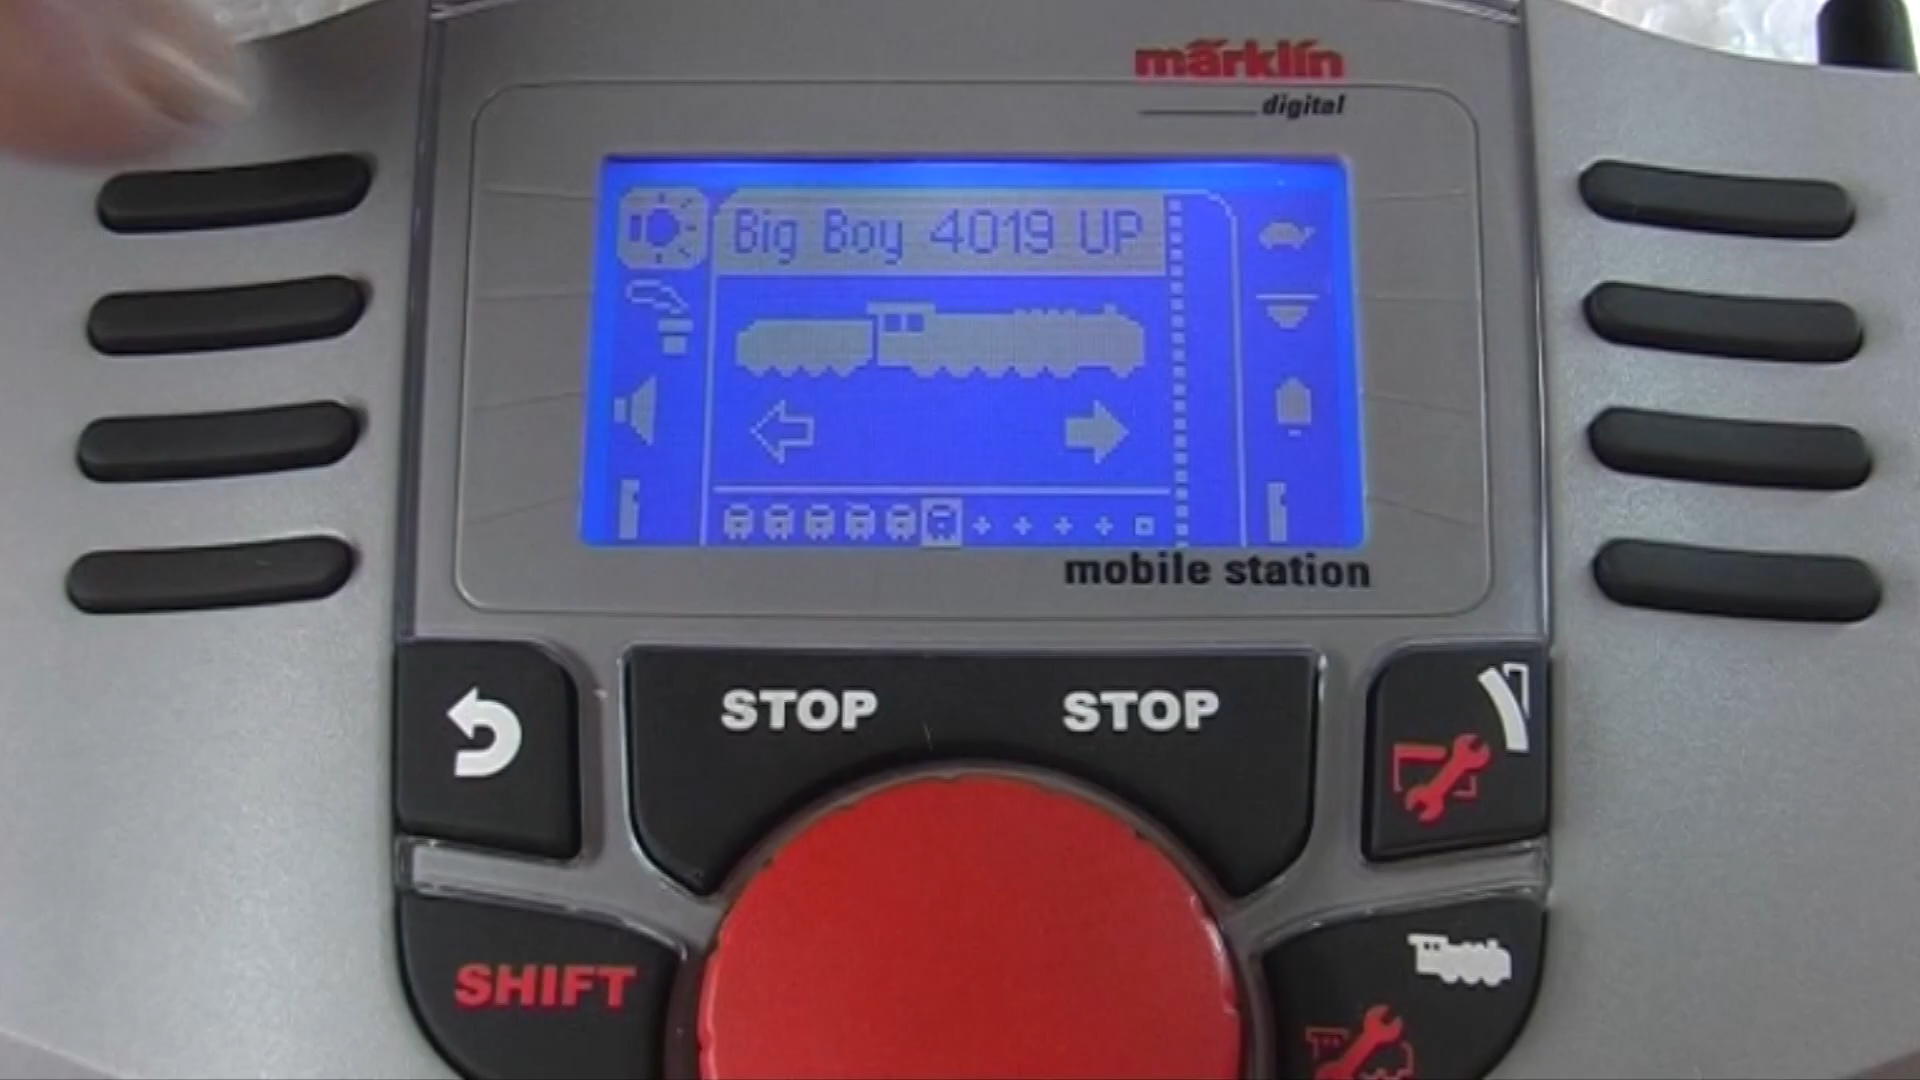 märklin
digital
Big Boy 4019 UP
mobile station
STOP STOP
SHIFT